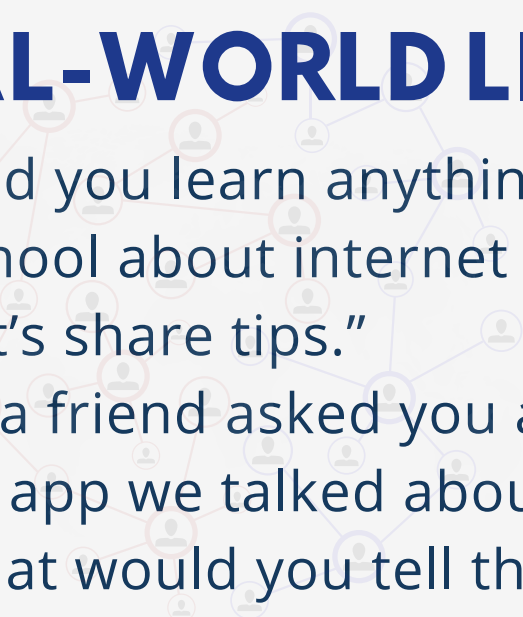 AL-WORLD L
d you learn anythin
hool about internet
t’s share tips.”
a friend asked you a
app we talked abou
at would you tell th